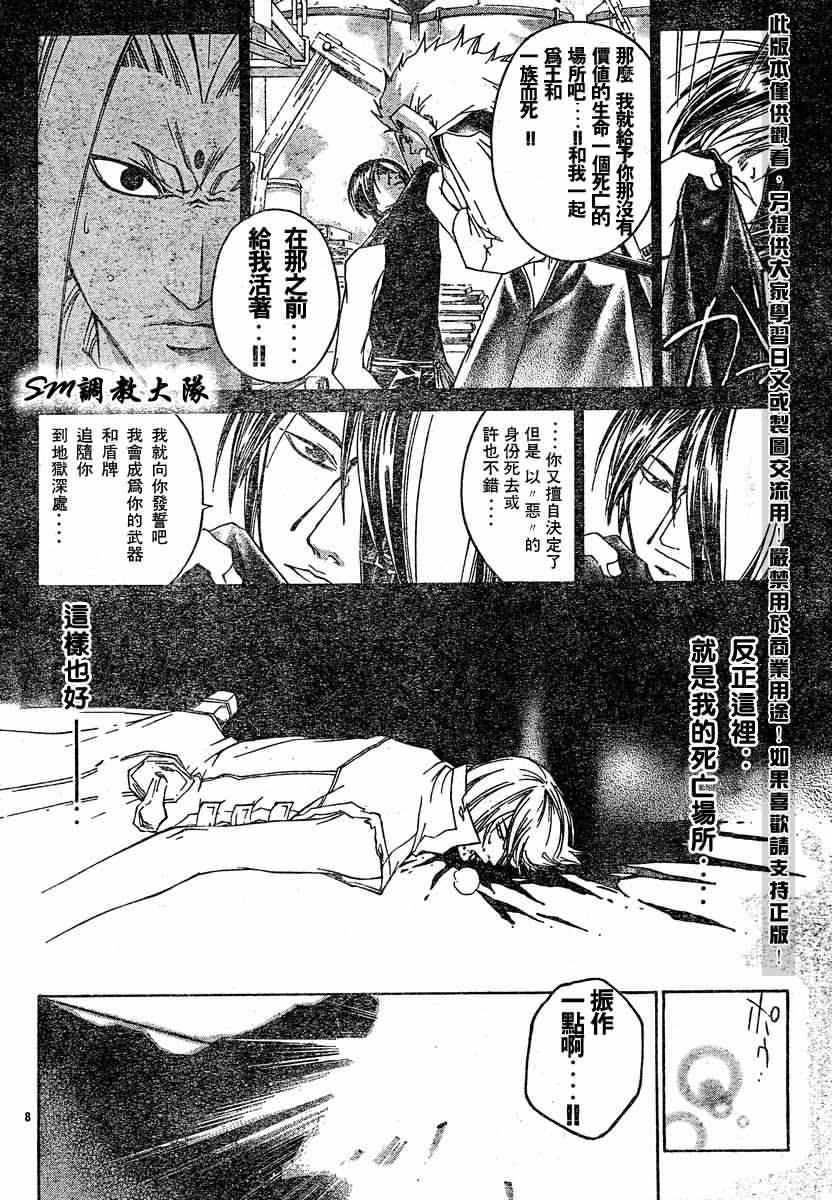 那麼 我就給予你那沒有
價值的生命一個死亡的
場所吧‥‥!!和我一起
為王和
一族而死 !!
在那之前‥‥
給我活著‥‥!!
SM調教大隊
‥‥你又擅自決定了
但是 以〝惡〞的
身份死去或
許也不錯‥‥
我就向你發誓吧
我會成為你的武器
和盾牌
追隨你
到地獄深處‥‥
反正這裡‥
就是我的死亡場所‥‥
這樣也好——‥
振作
一點啊‥‥!!
8
此版本僅供觀看，另提供大家學習日文或製圖交流用！嚴禁用於商業用途！如果喜歡請支持正版！